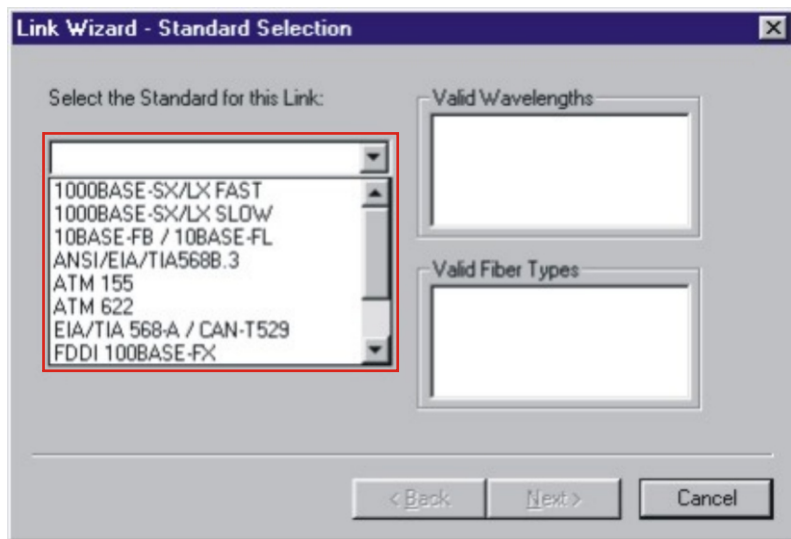 Link Wizard - Standard Selection
Select the Standard for this Link:
1000BASE-SX/LX FAST
1000BASE-SX/LX SLOW
10BASE-FB / 10BASE-FL
ANSI/EIA/TIA568B.3
ATM 155
ATM 622
EIA/TIA 568-A / CAN-T529
FDDI 100BASE-FX
Valid Wavelengths
Valid Fiber Types
< Back
Next >
Cancel